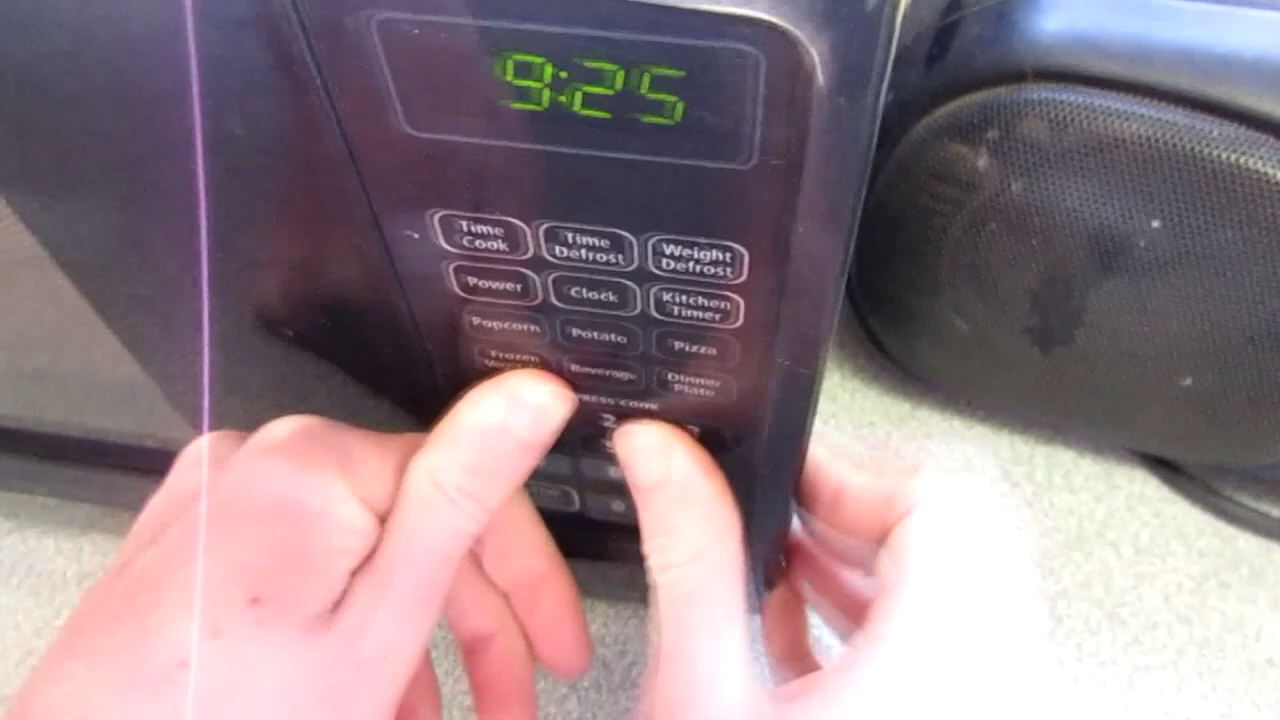 9:25
Time
Cook
Time
Defrost
Weight
Defrost
Power
Clock
Kitchen
Timer
Popcorn
Potato
Pizza
Frozen
Beverage
Dinner
Plate
2